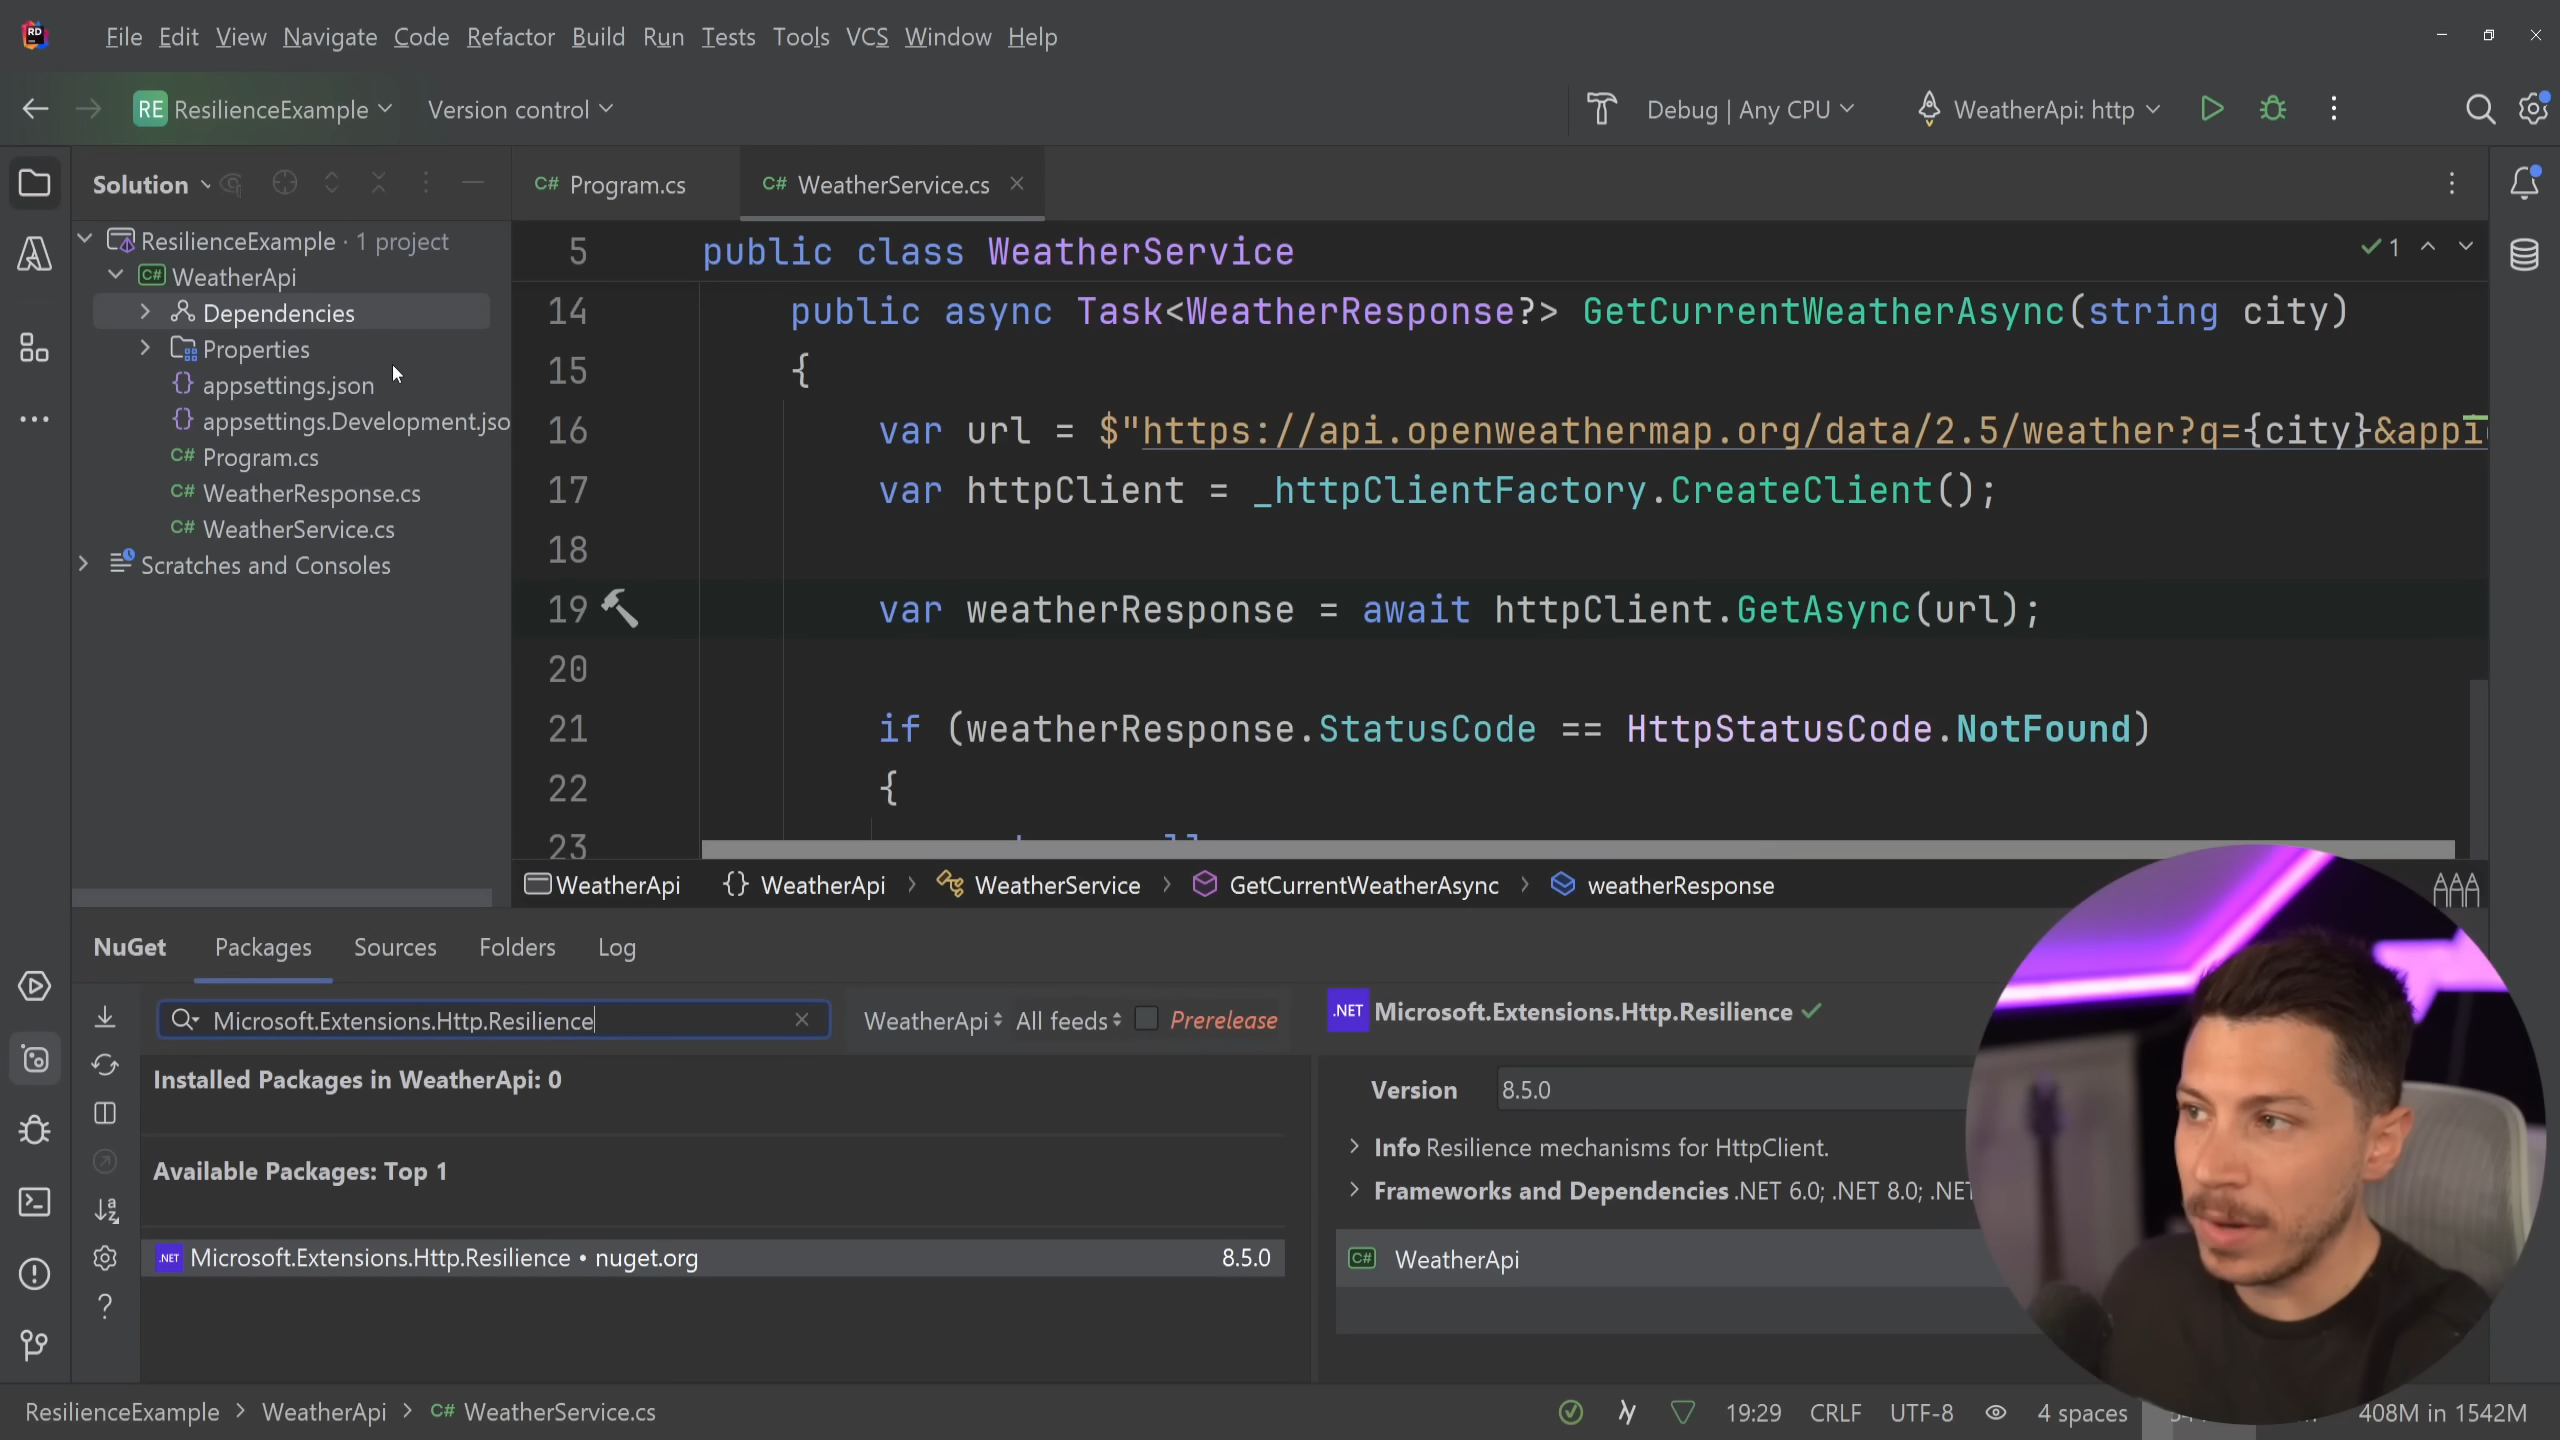 RD File Edit View Navigate Code Refactor Build Run Tests Tools VCS Window Help
RE ResilienceExample Version control Debug | Any CPU WeatherApi: http
Solution
ResilienceExample · 1 project
C# WeatherApi
Dependencies
Properties
{} appsettings.json
{} appsettings.Development.jso
C# Program.cs
C# WeatherResponse.cs
C# WeatherService.cs
Scratches and Consoles
C# Program.cs C# WeatherService.cs
5 public class WeatherService
1
14 public async Task<WeatherResponse?> GetCurrentWeatherAsync(string city)
15 {
16 var url = $"https://api.openweathermap.org/data/2.5/weather?q={city}&appi
17 var httpClient = _httpClientFactory.CreateClient();
18
19 var weatherResponse = await httpClient.GetAsync(url);
20
21 if (weatherResponse.StatusCode == HttpStatusCode.NotFound)
22 {
23
WeatherApi {} WeatherApi > WeatherService > GetCurrentWeatherAsync > weatherResponse
NuGet Packages Sources Folders Log
Microsoft.Extensions.Http.Resilience WeatherApi All feeds Prerelease
Installed Packages in WeatherApi: 0
Available Packages: Top 1
.NET Microsoft.Extensions.Http.Resilience • nuget.org 8.5.0
.NET Microsoft.Extensions.Http.Resilience
Version 8.5.0
Info Resilience mechanisms for HttpClient.
Frameworks and Dependencies .NET 6.0; .NET 8.0; .NET
C# WeatherApi
ResilienceExample > WeatherApi > C# WeatherService.cs
19:29 CRLF UTF-8 4 spaces 408M in 1542M